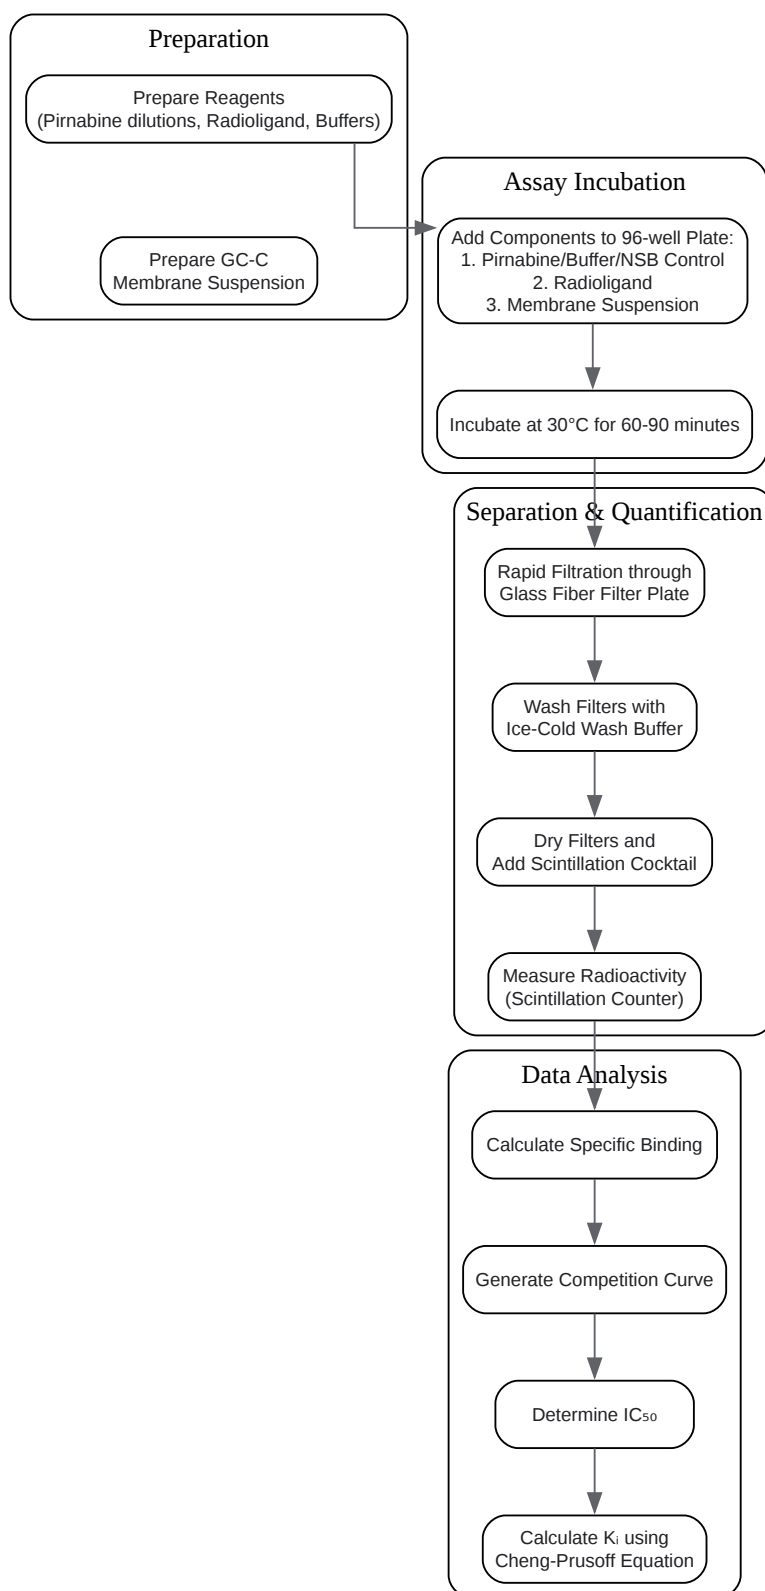 Preparation
Prepare Reagents
(Pirnabine dilutions, Radioligand, Buffers)
Prepare GC-C
Membrane Suspension
Assay Incubation
Add Components to 96-well Plate:
1. Pirnabine/Buffer/NSB Control
2. Radioligand
3. Membrane Suspension
Incubate at 30°C for 60-90 minutes
Separation & Quantification
Rapid Filtration through
Glass Fiber Filter Plate
Wash Filters with
Ice-Cold Wash Buffer
Dry Filters and
Add Scintillation Cocktail
Measure Radioactivity
(Scintillation Counter)
Data Analysis
Calculate Specific Binding
Generate Competition Curve
Determine IC₅₀
Calculate Kᵢ using
Cheng-Prusoff Equation